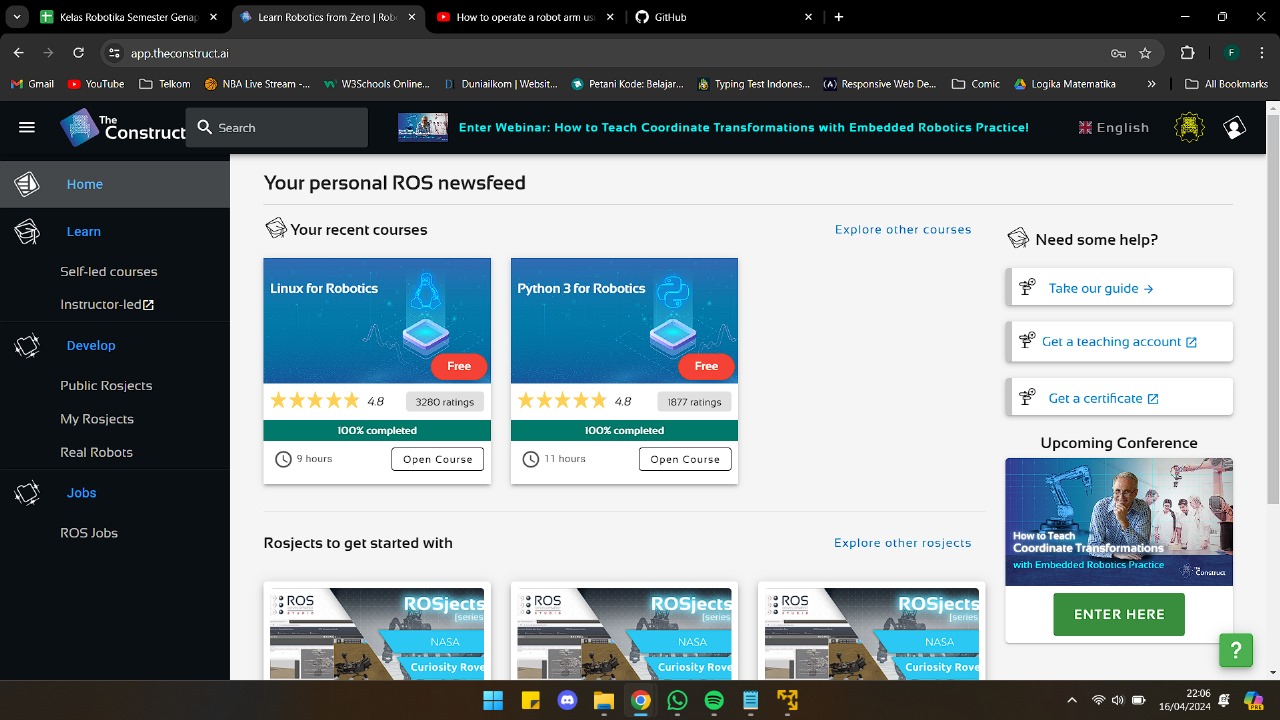 Kelas Robotika Semester Genap
Learn Robotics from Zero | Robo
How to operate a robot arm us
GitHub
app.theconstruct.ai
Gmail
YouTube
Telkom
NBA Live Stream -...
W3Schools Online...
Duniailkom | Websit...
Petani Kode: Belajar...
Typing Test Indones...
Responsive Web De...
Comic
Logika Matematika
All Bookmarks
The Construct
Search
Enter Webinar: How to Teach Coordinate Transformations with Embedded Robotics Practice!
English
Home
Learn
Self-led courses
Instructor-led
Develop
Public Rosjects
My Rosjects
Real Robots
Jobs
ROS Jobs
Your personal ROS newsfeed
Your recent courses
Explore other courses
Linux for Robotics
Free
4.8
3280 ratings
100% completed
9 hours
Open Course
Python 3 for Robotics
Free
4.8
1877 ratings
100% completed
11 hours
Open Course
Rosjects to get started with
Explore other rosjects
ROS
ROSjects
[series
NASA
Curiosity Rove
ROS
ROSjects
[series
NASA
Curiosity Rove
ROS
ROSjects
[series
NASA
Curiosity Rove
Need some help?
Take our guide →
Get a teaching account
Get a certificate
Upcoming Conference
How to Teach
Coordinate Transformations
with Embedded Robotics Practice
The Construct
ENTER HERE
?
22:06
16/04/2024